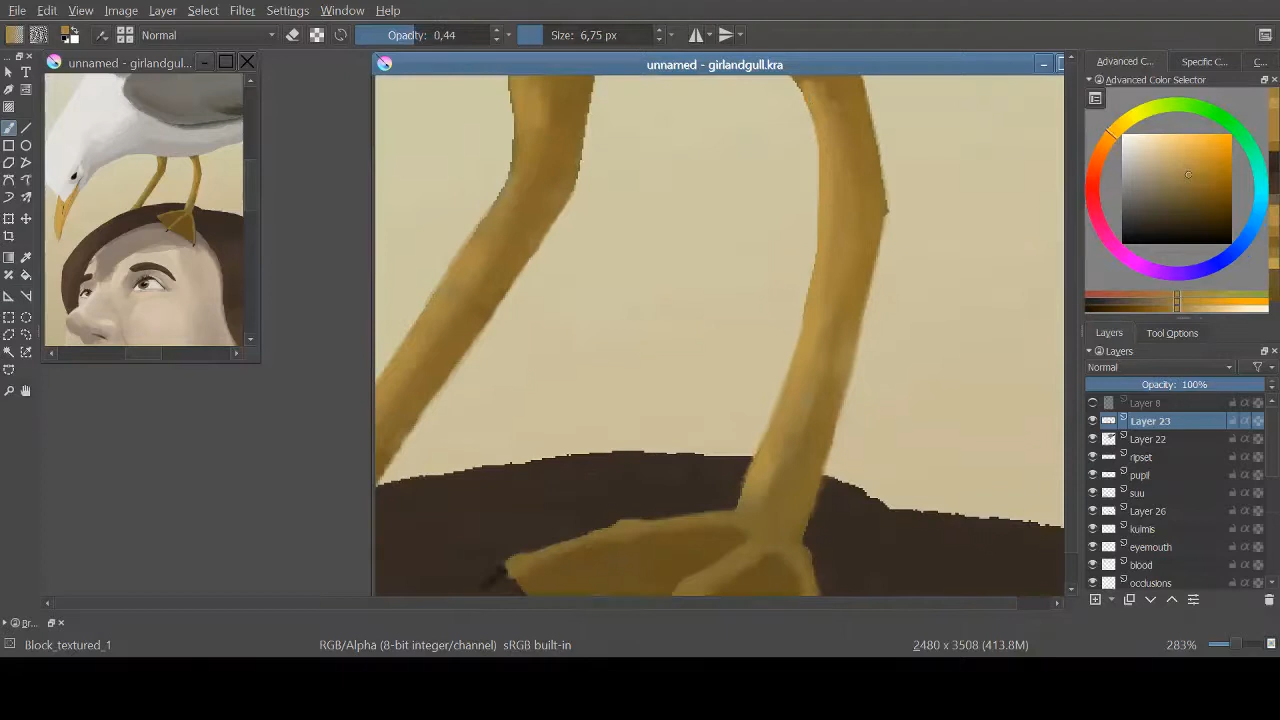 File Edit View Image Layer Select Filter Settings Window Help
Normal Opacity: 0,44 Size: 6,75 px
unnamed - girlandgul...
unnamed - girlandgull.kra
Advanced C... Specific C... C...
Advanced Color Selector
Layers Tool Options
Layers
Normal
Opacity: 100%
Layer 8
Layer 23
Layer 22
ripset
pupil
suu
Layer 26
kulmis
eyemouth
blood
occlusions
Br...
Block_textured_1 RGB/Alpha (8-bit integer/channel) sRGB built-in 2480 x 3508 (413.8M) 283%